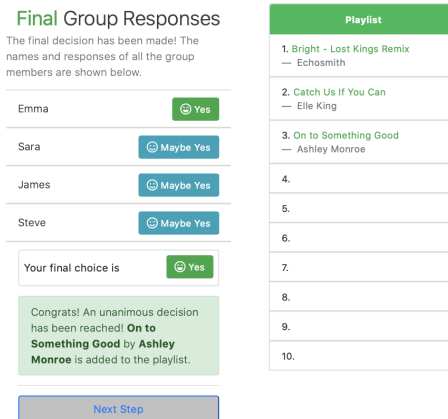 Final Group Responses
The final decision has been made! The
names and responses of all the group
members are shown below.
Emma Yes
Sara Maybe Yes
James Maybe Yes
Steve Maybe Yes
Your final choice is Yes
Congrats! An unanimous decision
has been reached! On to
Something Good by Ashley
Monroe is added to the playlist.
Next Step
Playlist
1. Bright - Lost Kings Remix
— Echosmith
2. Catch Us If You Can
— Elle King
3. On to Something Good
— Ashley Monroe
4.
5.
6.
7.
8.
9.
10.